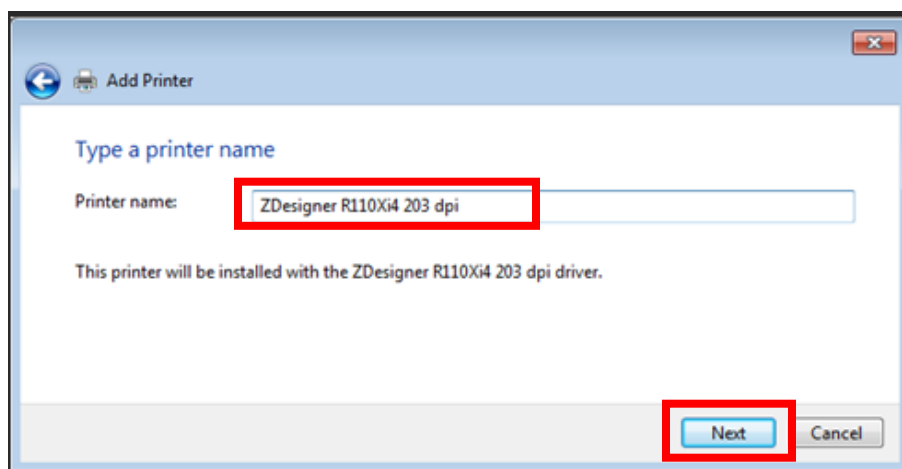 Add Printer
Type a printer name
Printer name:
ZDesigner R110Xi4 203 dpi
This printer will be installed with the ZDesigner R110Xi4 203 dpi driver.
Next
Cancel